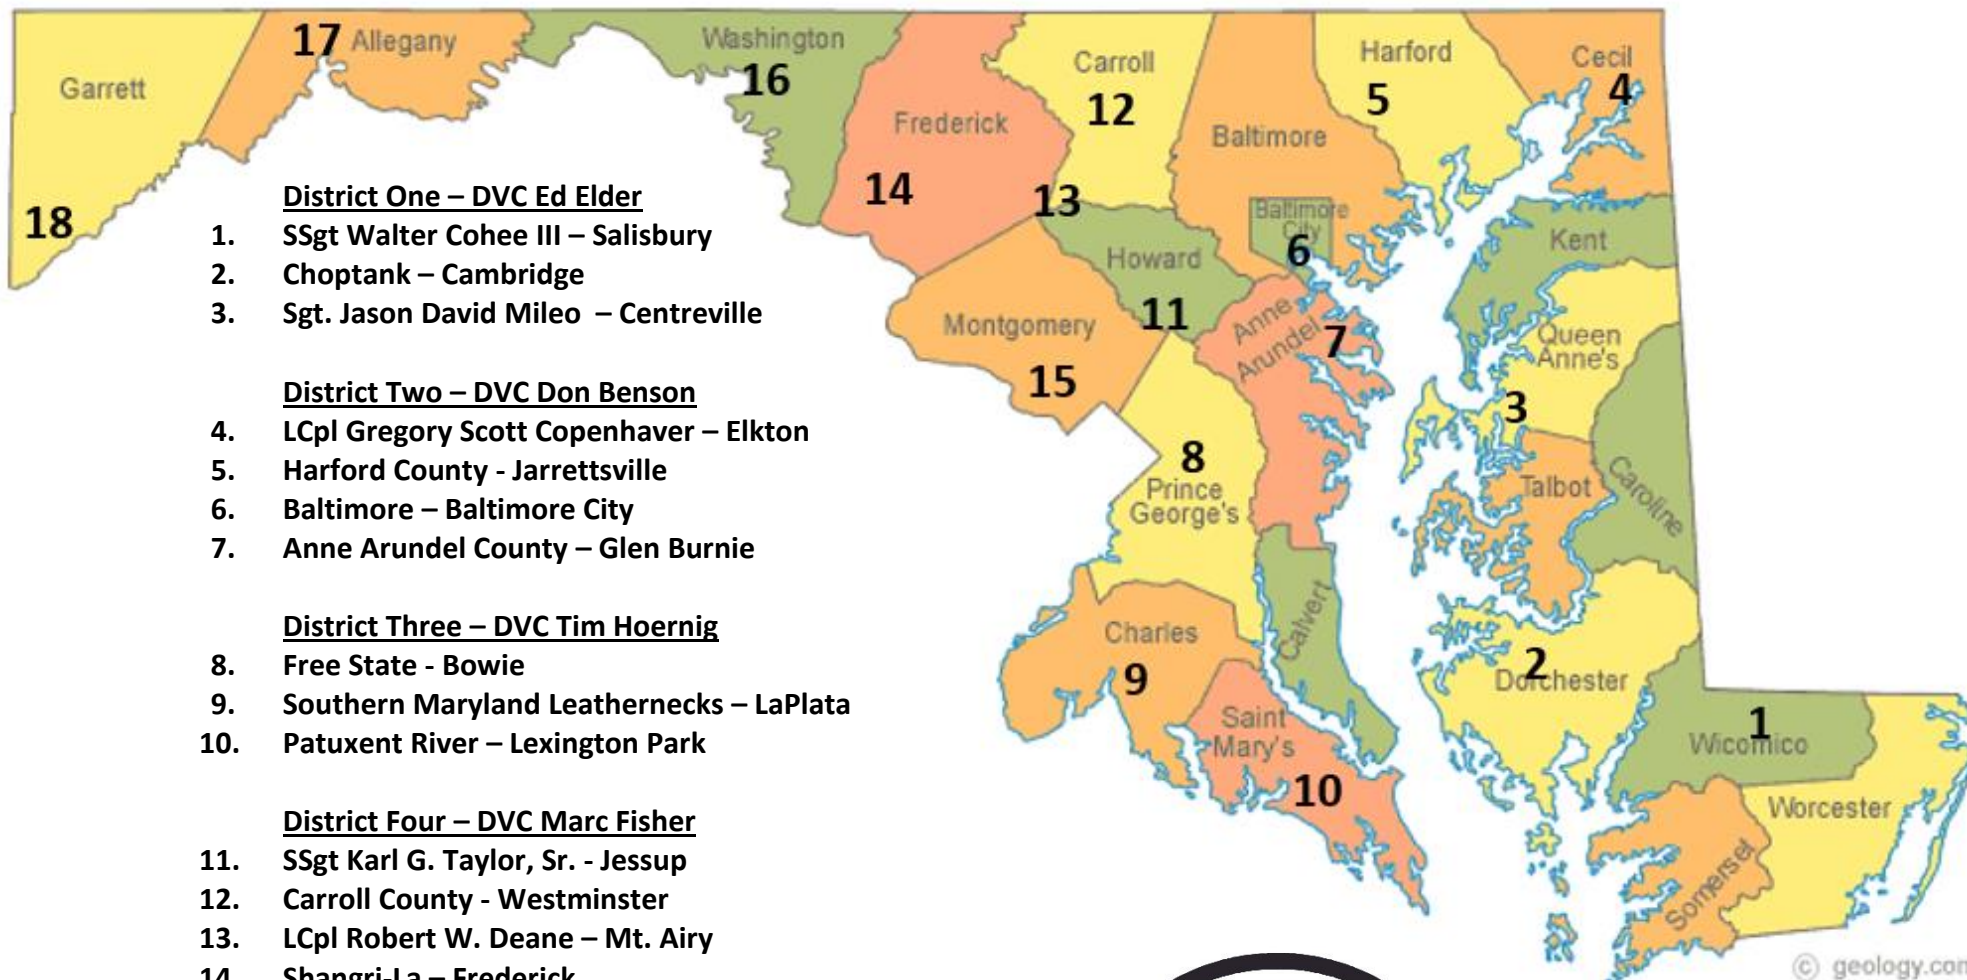 17 Allegany
Washington
16
Garrett
18
Frederick
14
Carroll
12
13
Baltimore
Baltimore
City
6
Harford
5
Cecil
4
Kent
Howard
11
Montgomery
15
Anne
Arundel
7
Queen
Anne's
3
8
Prince
George's
Talbot
Caroline
Calvert
Charles
9
Saint
Mary's
10
2
Dorchester
1
Wicomico
Worcester
Somerset
District One – DVC Ed Elder
1. SSgt Walter Cohee III – Salisbury
2. Choptank – Cambridge
3. Sgt. Jason David Mileo – Centreville
District Two – DVC Don Benson
4. LCpl Gregory Scott Copenhaver – Elkton
5. Harford County - Jarrettsville
6. Baltimore – Baltimore City
7. Anne Arundel County – Glen Burnie
District Three – DVC Tim Hoernig
8. Free State - Bowie
9. Southern Maryland Leathernecks – LaPlata
10. Patuxent River – Lexington Park
District Four – DVC Marc Fisher
11. SSgt Karl G. Taylor, Sr. - Jessup
12. Carroll County - Westminster
13. LCpl Robert W. Deane – Mt. Airy
14. Shangri-La – Frederick
© geology.com